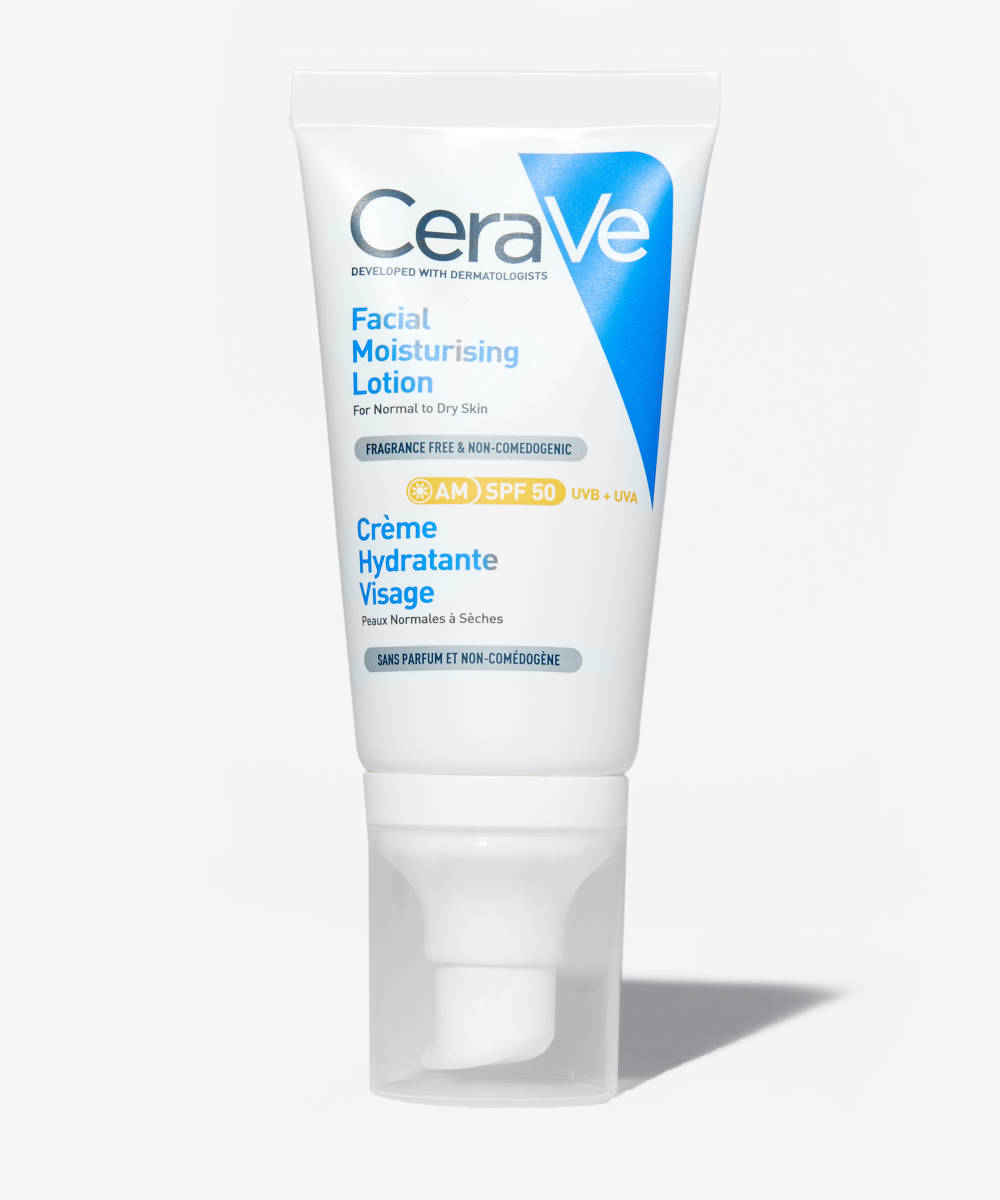 CeraVe
DEVELOPED WITH DERMATOLOGISTS
Facial
Moisturising
Lotion
For Normal to Dry Skin
FRAGRANCE FREE & NON-COMEDOGENIC
AM SPF 50 UVB + UVA
Crème
Hydratante
Visage
Peaux Normales à Sèches
SANS PARFUM ET NON-COMÉDOGÈNE